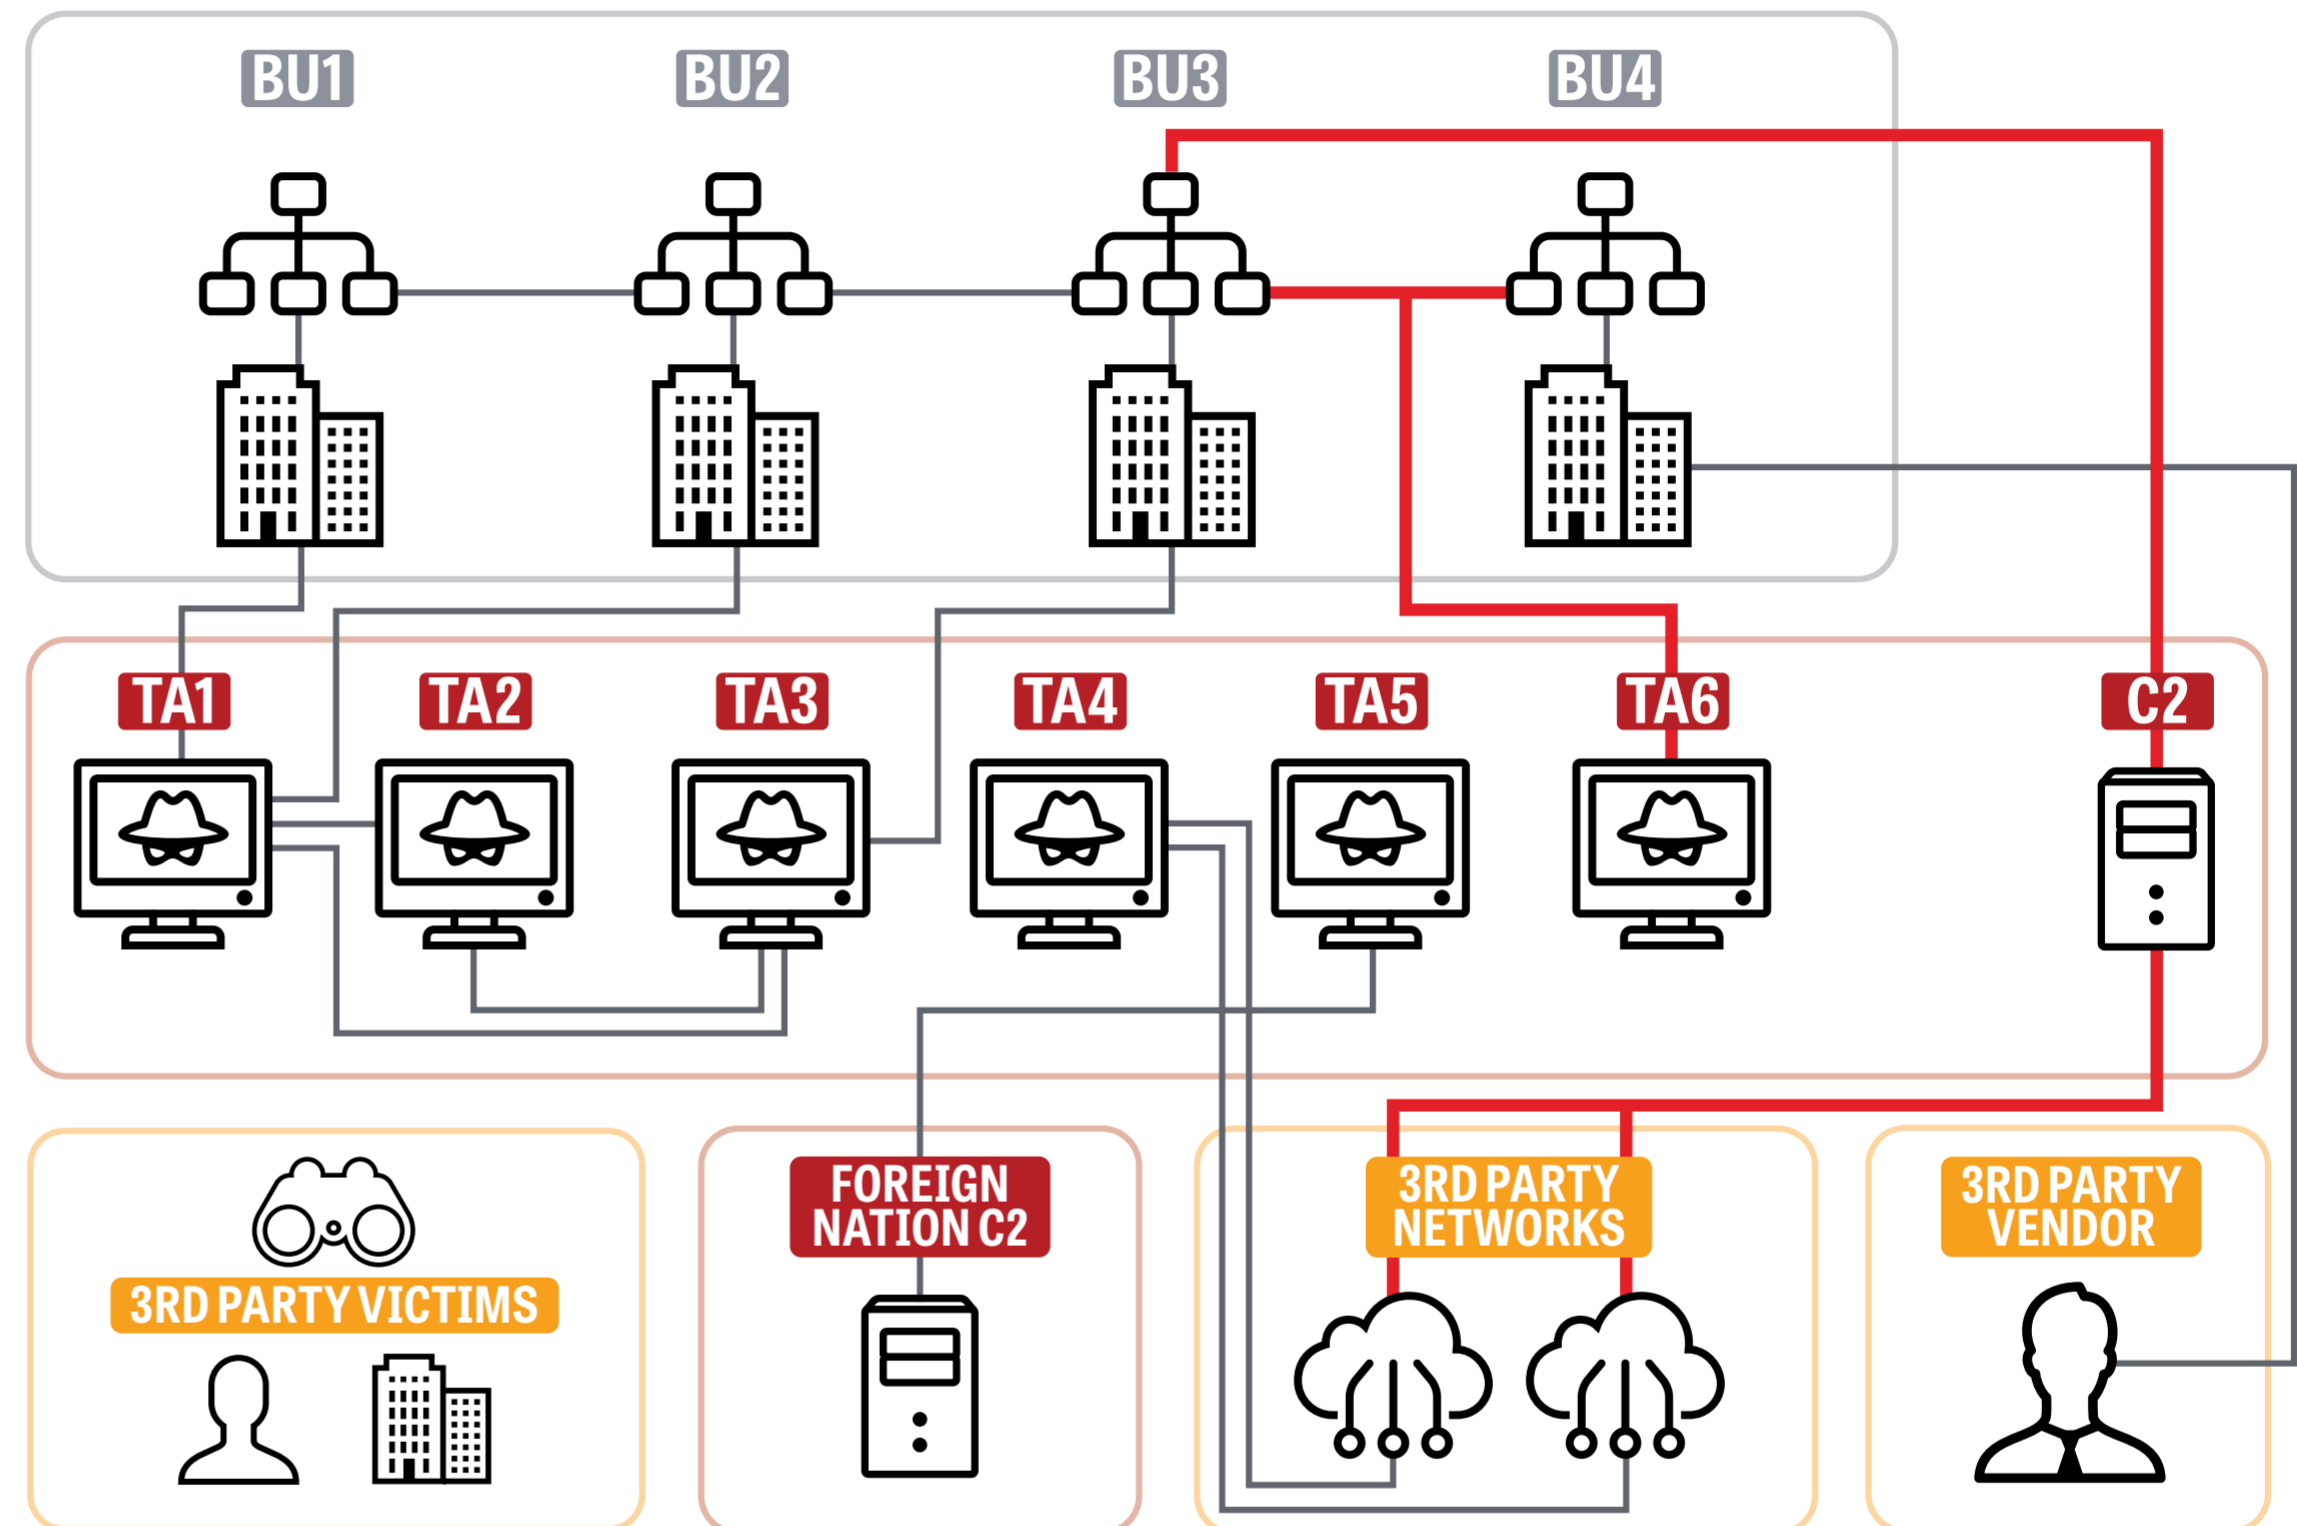 BU1
BU2
BU3
BU4
TA1
TA2
TA3
TA4
TA5
TA6
C2
3RD PARTY VICTIMS
FOREIGN
NATION C2
3RD PARTY
NETWORKS
3RD PARTY
VENDOR